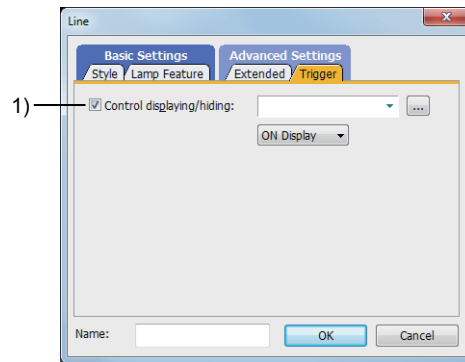 Line
Basic Settings
Advanced Settings
Style
Lamp Feature
Extended
Trigger
1)
Control displaying/hiding:
...
ON Display
Name:
OK
Cancel